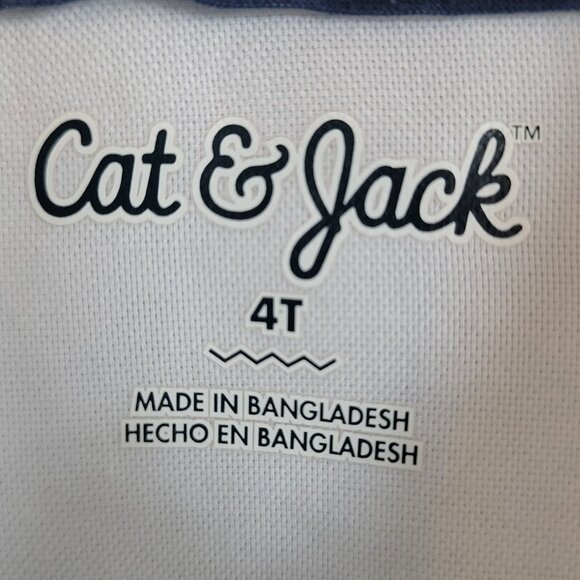 Cat & Jack™
4T
MADE IN BANGLADESH
HECHO EN BANGLADESH